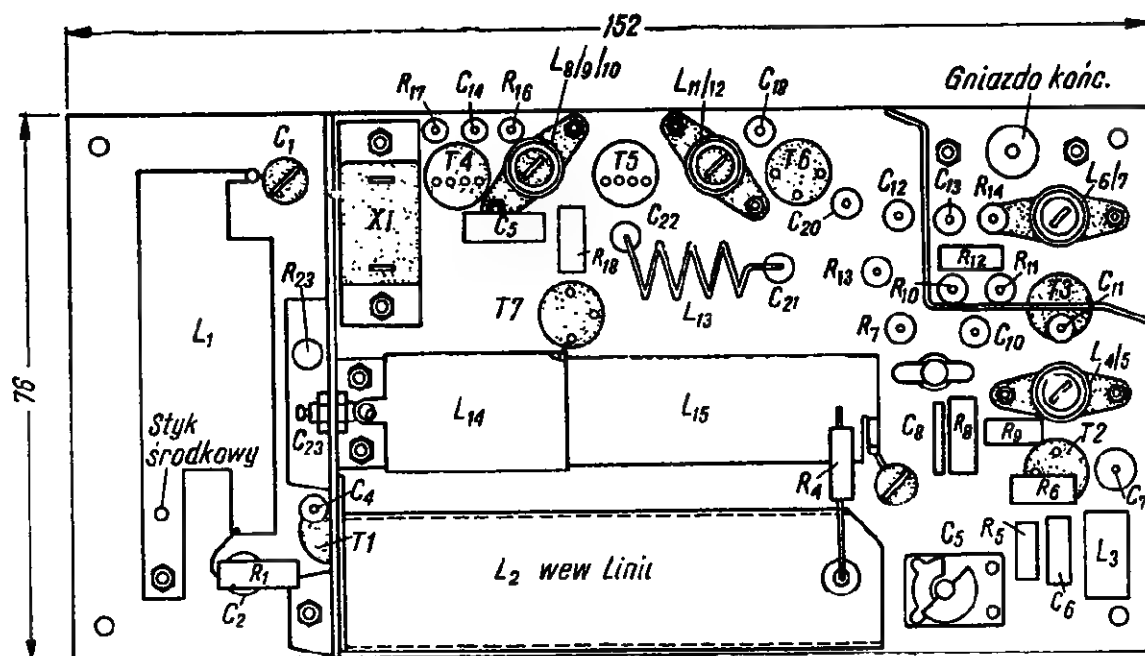 152
L8/9/10
L11/12
R17
C14
R16
C18
Gniazdo końc.
C1
T4
T5
T6
L6/7
C12
C13
R14
X1
C5
C22
C20
R18
R12
R23
R13
R10
R11
T3
C11
C21
L13
T7
R7
C10
L1
76
L4/5
L14
L15
C8
R8
R9
T2
C23
Styk
środkowy
R4
R6
C7
C4
T1
L2 wew Linii
C5
R5
C6
L3
R1
C2